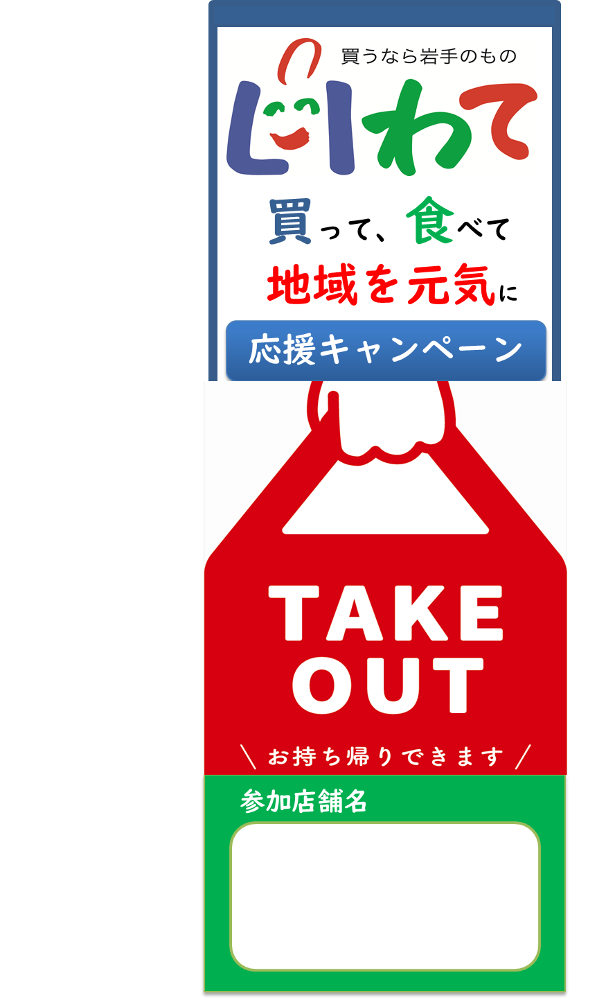 買うなら岩手のもの
いわて
買って、食べて
地域を元気に
応援キャンペーン
TAKE
OUT
\ お持ち帰りできます /
参加店舗名